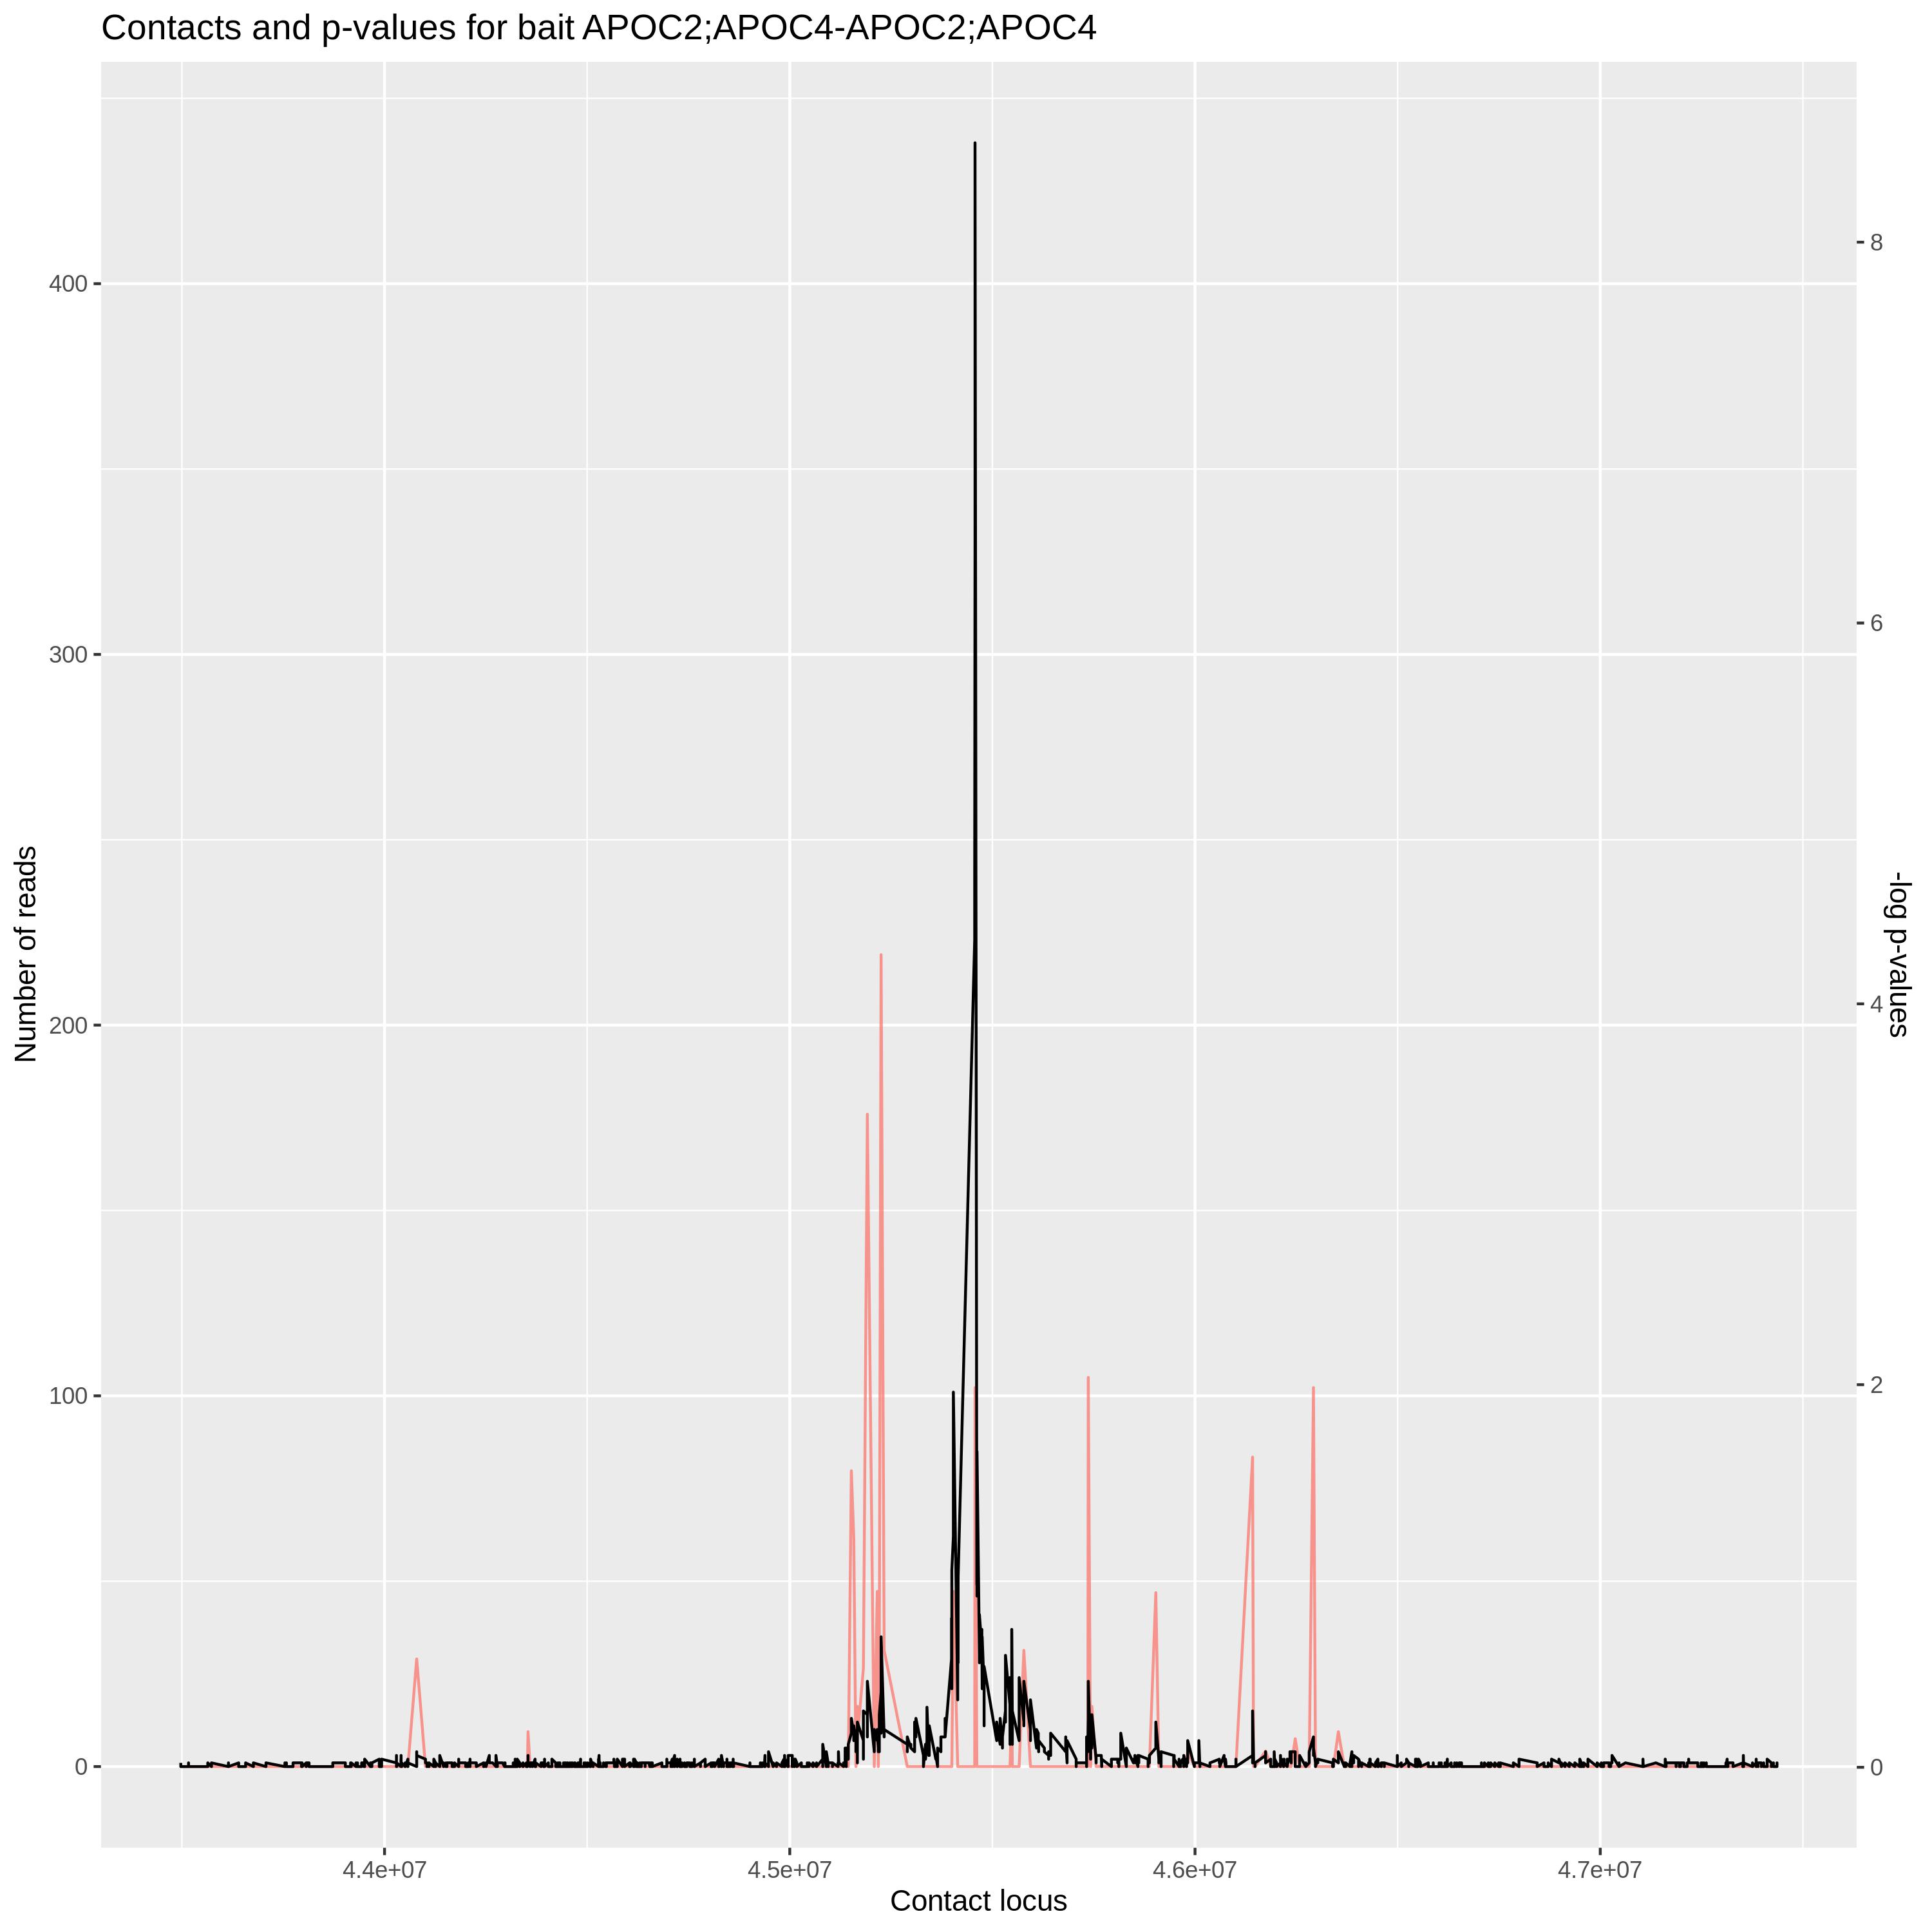 Contacts and p-values for bait APOC2;APOC4-APOC2;APOC4
Number of reads
400
300
200
100
0
8
6
4
2
0
-log p-values
4.4e+07
4.5e+07
4.6e+07
4.7e+07
Contact locus